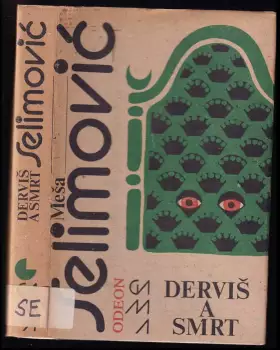 DERVIŠ
A SMRT
Selimović
SE
Meša
Selimović
ODEON
DERVIŠ
A
SMRT